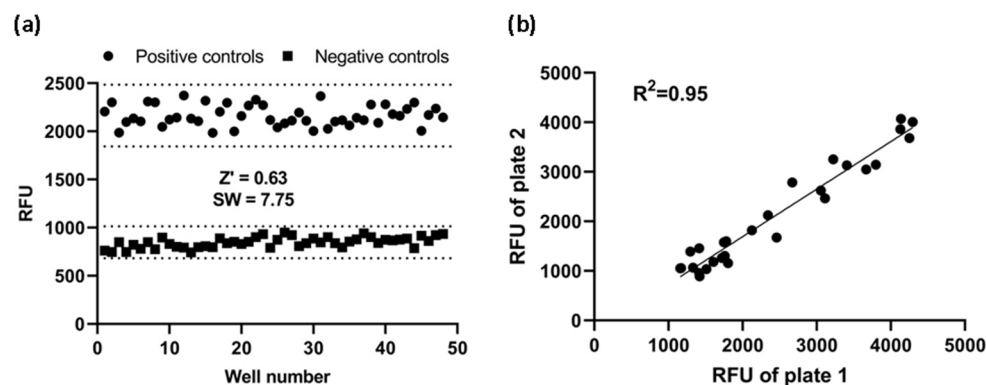 (a)
Positive controls Negative controls
2500
2000
1500
1000
500
0
RFU
Z' = 0.63
SW = 7.75
0 10 20 30 40 50
Well number
(b)
5000
4000
3000
2000
1000
0
RFU of plate 2
R²=0.95
0 1000 2000 3000 4000 5000
RFU of plate 1